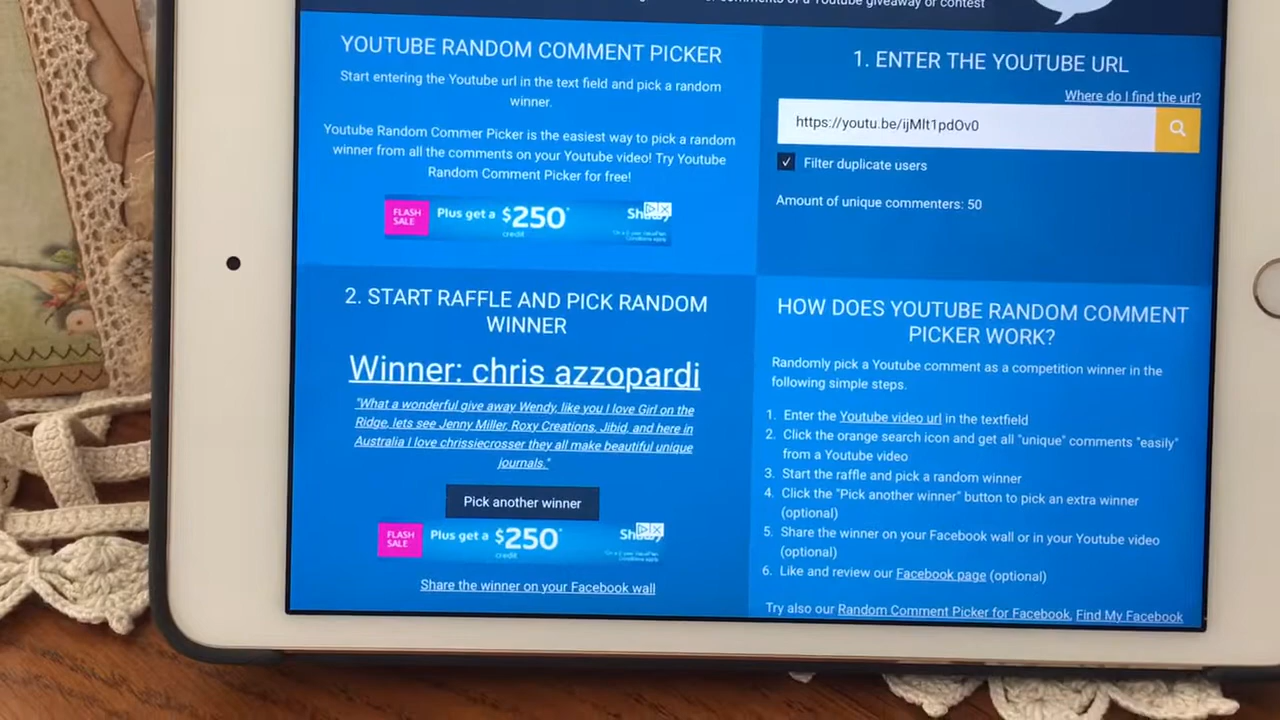 comments of a Youtube giveaway or contest
YOUTUBE RANDOM COMMENT PICKER
Start entering the Youtube url in the text field and pick a random
winner.
Youtube Random Commer Picker is the easiest way to pick a random
winner from all the comments on your Youtube video! Try Youtube
Random Comment Picker for free!
FLASH
SALE
Plus get a $250*
credit
1. ENTER THE YOUTUBE URL
Where do I find the url?
https://youtu.be/ijMlt1pdOv0
Filter duplicate users
Amount of unique commenters: 50
2. START RAFFLE AND PICK RANDOM
WINNER
Winner: chris azzopardi
"What a wonderful give away Wendy, like you I love Girl on the
Ridge, lets see Jenny Miller, Roxy Creations, Jibid, and here in
Australia I love chrissiecrosser they all make beautiful unique
journals."
Pick another winner
FLASH
SALE
Plus get a $250*
credit
Share the winner on your Facebook wall
HOW DOES YOUTUBE RANDOM COMMENT
PICKER WORK?
Randomly pick a Youtube comment as a competition winner in the
following simple steps.
1. Enter the Youtube video url in the textfield
2. Click the orange search icon and get all "unique" comments "easily"
from a Youtube video
3. Start the raffle and pick a random winner
4. Click the "Pick another winner" button to pick an extra winner
(optional)
5. Share the winner on your Facebook wall or in your Youtube video
(optional)
6. Like and review our Facebook page (optional)
Try also our Random Comment Picker for Facebook, Find My Facebook